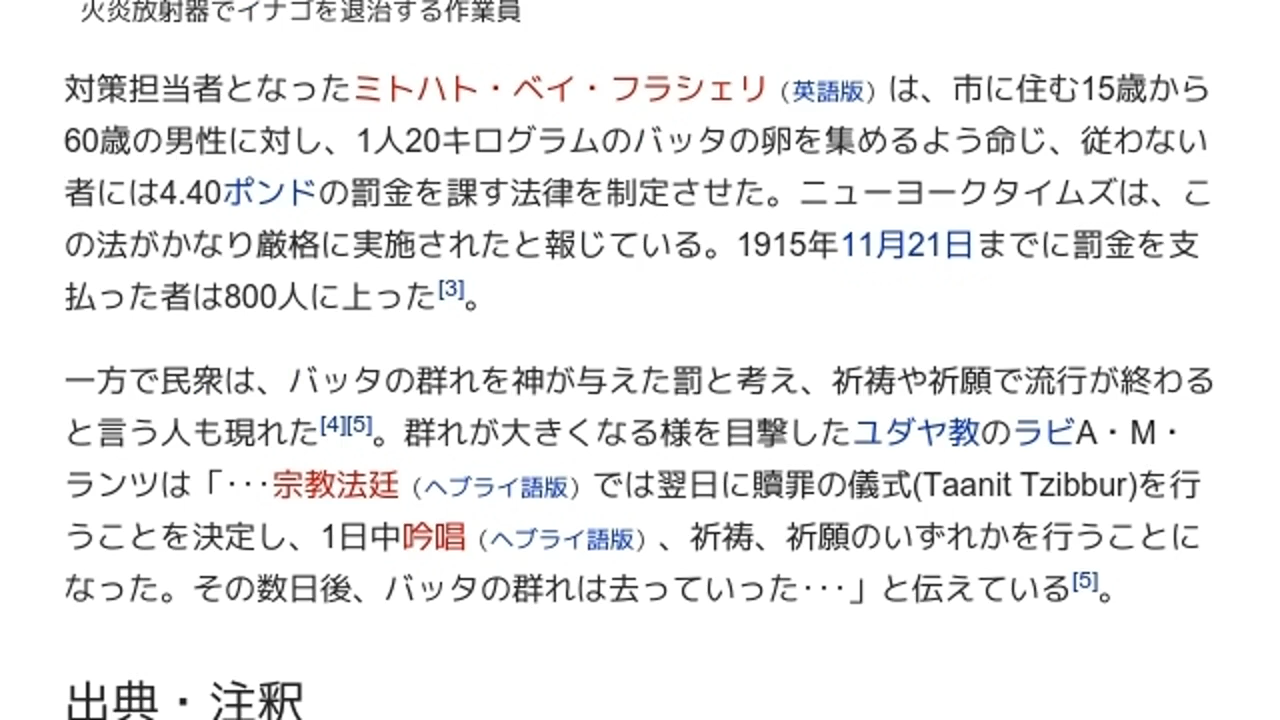 火炎放射器でイナゴを退治する作業員
対策担当者となったミトハト・ベイ・フラシェリ（英語版）は、市に住む15歳から
60歳の男性に対し、1人20キログラムのバッタの卵を集めるよう命じ、従わない
者には4.40ポンドの罰金を課す法律を制定させた。ニューヨークタイムズは、こ
の法がかなり厳格に実施されたと報じている。1915年11月21日までに罰金を支
払った者は800人に上った[3]。
一方で民衆は、バッタの群れを神が与えた罰と考え、祈祷や祈願で流行が終わる
と言う人も現れた[4][5]。群れが大きくなる様を目撃したユダヤ教のラビA・M・
ランツは「···宗教法廷（ヘブライ語版）では翌日に贖罪の儀式(Taanit Tzibbur)を行
うことを決定し、1日中吟唱（ヘブライ語版）、祈祷、祈願のいずれかを行うことに
なった。その数日後、バッタの群れは去っていった···」と伝えている[5]。
出典・注釈